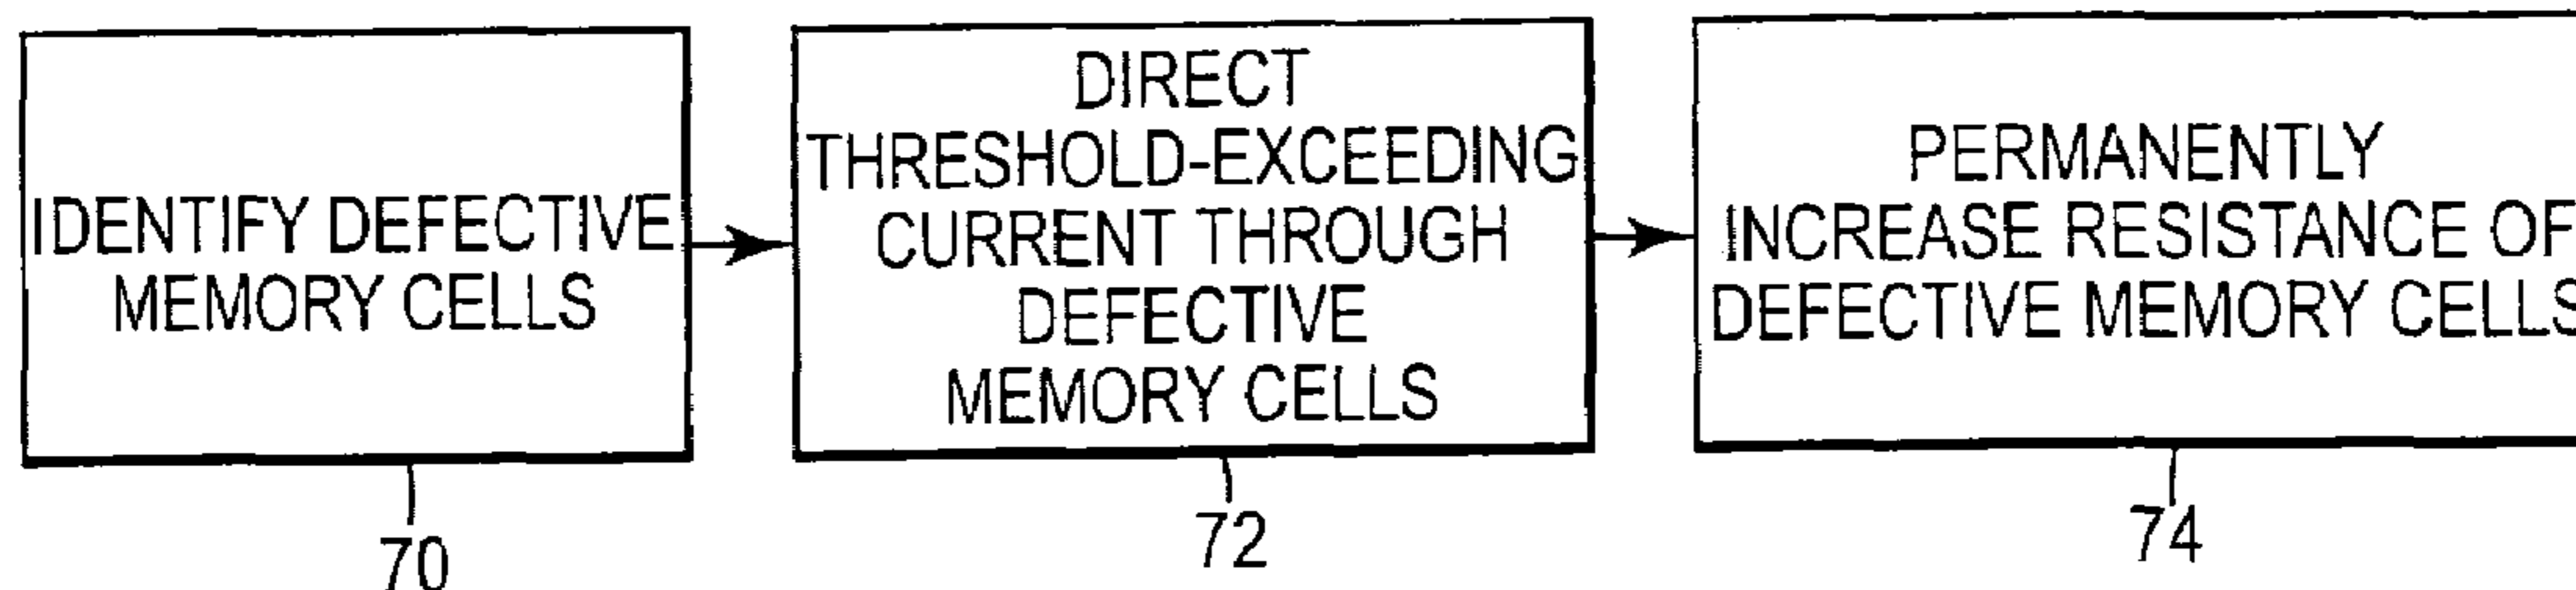 IDENTIFY DEFECTIVE
MEMORY CELLS
70
DIRECT
THRESHOLD-EXCEEDING
CURRENT THROUGH
DEFECTIVE
MEMORY CELLS
72
PERMANENTLY
INCREASE RESISTANCE OF
DEFECTIVE MEMORY CELLS
74